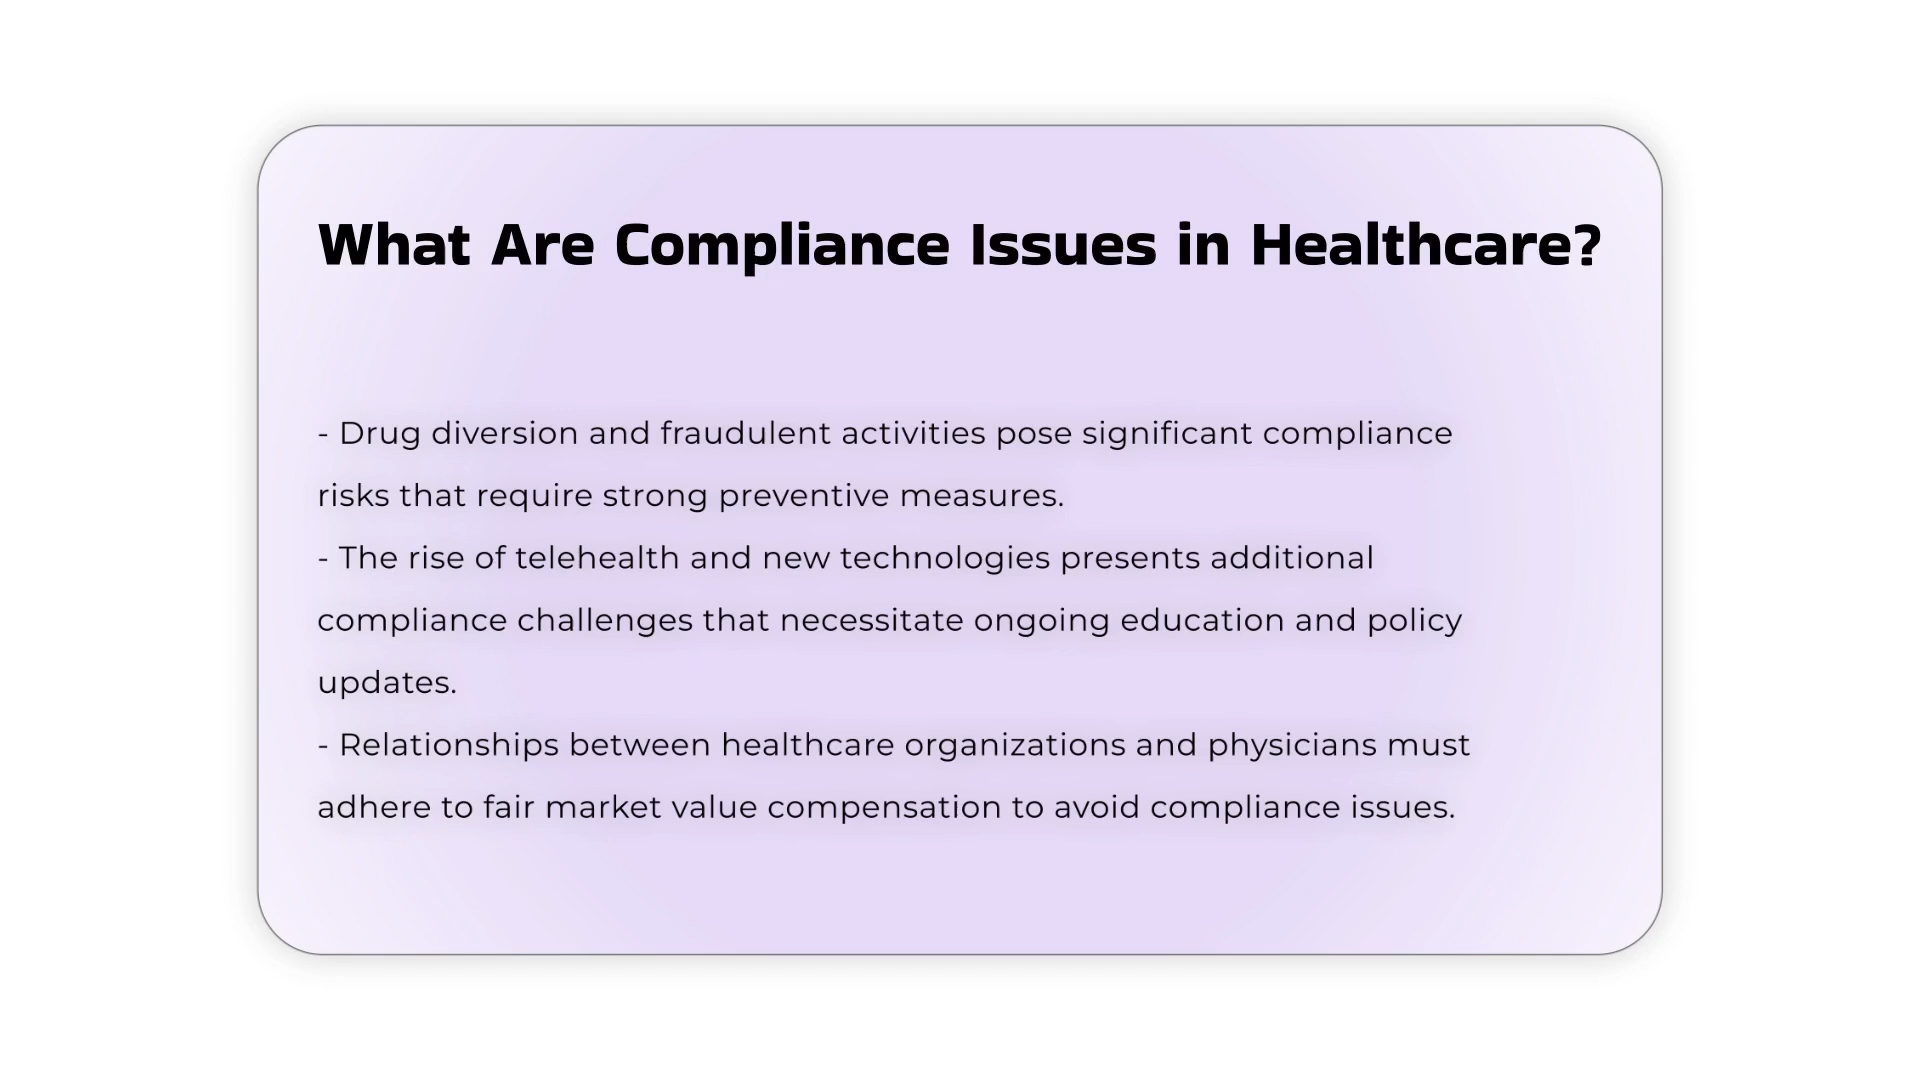 What Are Compliance Issues in Healthcare?
- Drug diversion and fraudulent activities pose significant compliance
risks that require strong preventive measures.
- The rise of telehealth and new technologies presents additional
compliance challenges that necessitate ongoing education and policy
updates.
- Relationships between healthcare organizations and physicians must
adhere to fair market value compensation to avoid compliance issues.